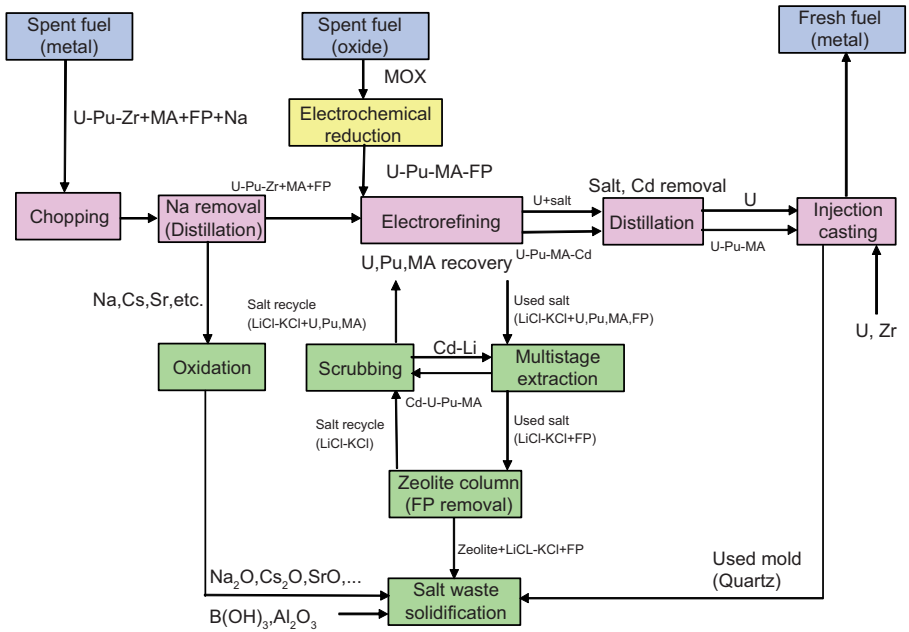 Spent fuel
(metal)
Spent fuel
(oxide)
Fresh fuel
(metal)
MOX
U-Pu-Zr+MA+FP+Na
Electrochemical
reduction
U-Pu-MA-FP
U-Pu-Zr+MA+FP
Salt, Cd removal
Chopping
Na removal
(Distillation)
Electrorefining
U+salt
U-Pu-MA-Cd
Distillation
U
U-Pu-MA
Injection
casting
U,Pu,MA recovery
Na,Cs,Sr,etc.
Salt recycle
(LiCl-KCl+U,Pu,MA)
Used salt
(LiCl-KCl+U,Pu,MA,FP)
U, Zr
Oxidation
Scrubbing
Cd-Li
Multistage
extraction
Cd-U-Pu-MA
Salt recycle
(LiCl-KCl)
Used salt
(LiCl-KCl+FP)
Zeolite column
(FP removal)
Zeolite+LiCL-KCl+FP
Used mold
(Quartz)
Na₂O,Cs₂O,SrO,...
Salt waste
solidification
B(OH)₃,Al₂O₃